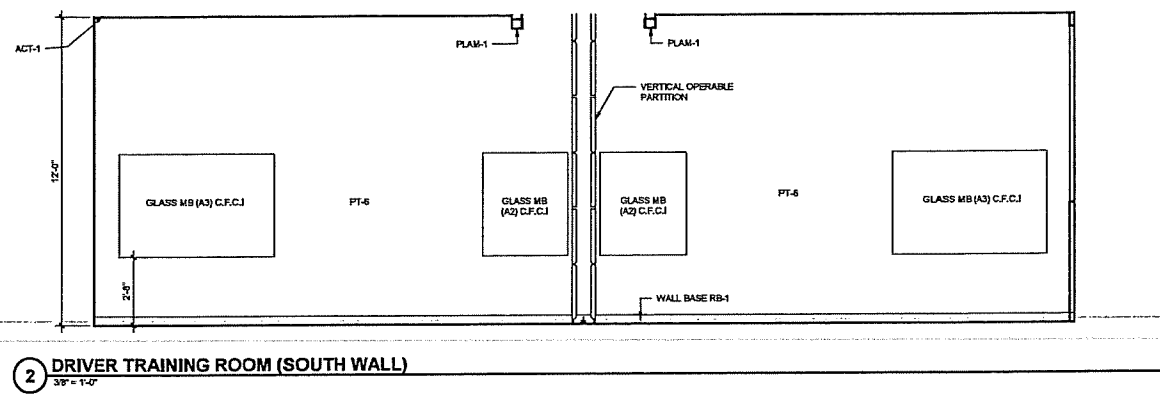 ACT-1
PLAM-1
PLAM-1
VERTICAL OPERABLE
PARTITION
12'-0"
GLASS MB (A3) C.F.C.I
PT-6
GLASS MB
(A2) C.F.C.I
GLASS MB
(A2) C.F.C.I
PT-6
GLASS MB (A3) C.F.C.I
2'-8"
WALL BASE RB-1
2 DRIVER TRAINING ROOM (SOUTH WALL)
3/8" = 1'-0"